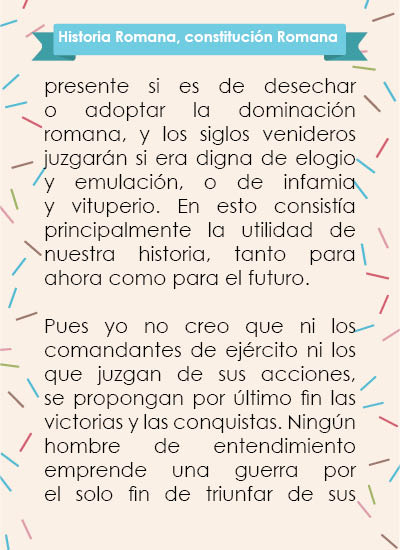 Historia Romana, constitución Romana
presente si es de desechar
o adoptar la dominación
romana, y los siglos venideros
juzgarán si era digna de elogio
y emulación, o de infamia
y vituperio. En esto consistía
principalmente la utilidad de
nuestra historia, tanto para
ahora como para el futuro.
Pues yo no creo que ni los
comandantes de ejército ni los
que juzgan de sus acciones,
se propongan por último fin las
victorias y las conquistas. Ningún
hombre de entendimiento
emprende una guerra por
el solo fin de triunfar de sus